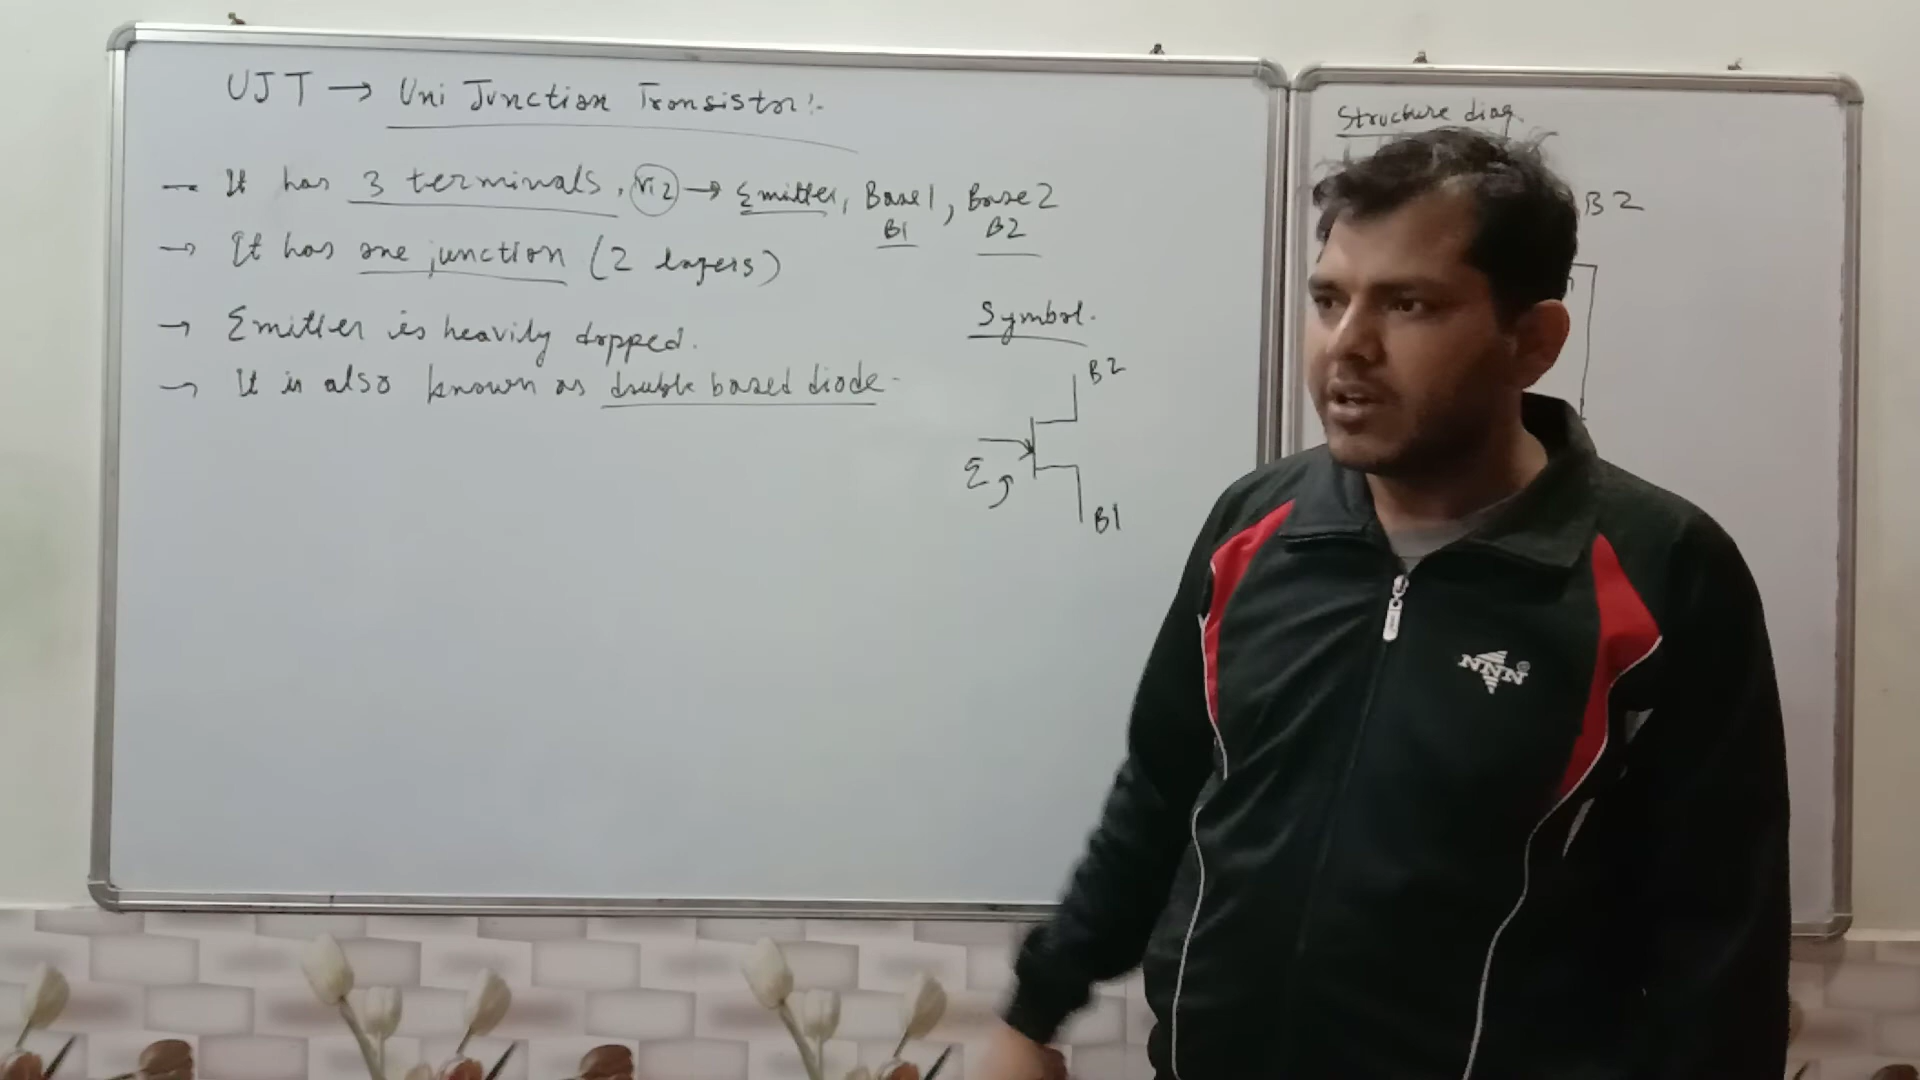 UJT → Uni Junction Transistor:-
— It has 3 terminals. viz → Emitter, Base1, Base2
B1 B2
→ It has one junction (2 layers)
→ Emitter is heavily dopped.
→ It is also known as double based diode-
Symbol.
B2
E
B1
Structure diag.
B2
NNN®